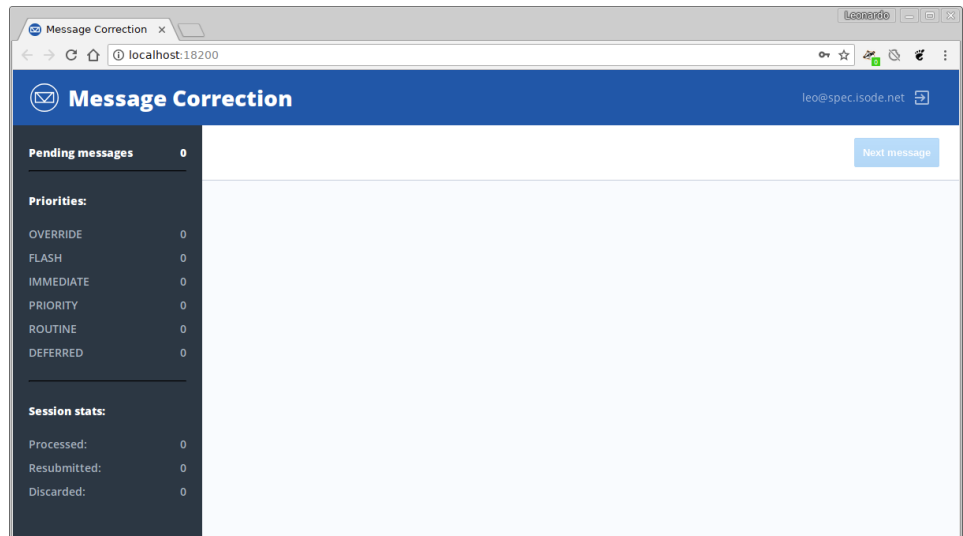 Leonardo
Message Correction
localhost:18200
0
Message Correction
leo@spec.isode.net
Pending messages 0
Next message
Priorities:
OVERRIDE 0
FLASH 0
IMMEDIATE 0
PRIORITY 0
ROUTINE 0
DEFERRED 0
Session stats:
Processed: 0
Resubmitted: 0
Discarded: 0